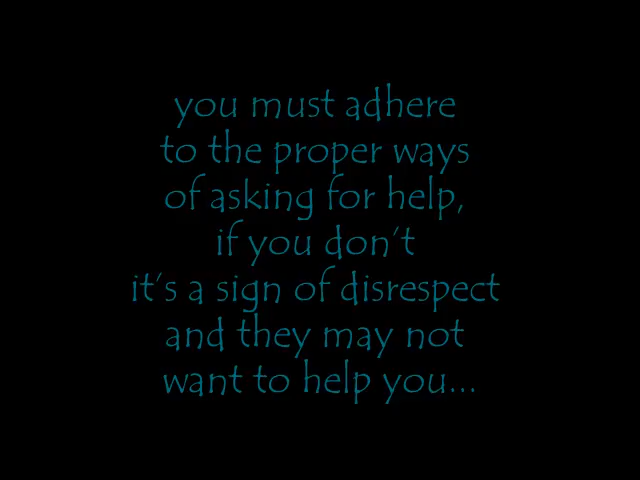 you must adhere
to the proper ways
of asking for help,
if you don't
it's a sign of disrespect
and they may not
want to help you...